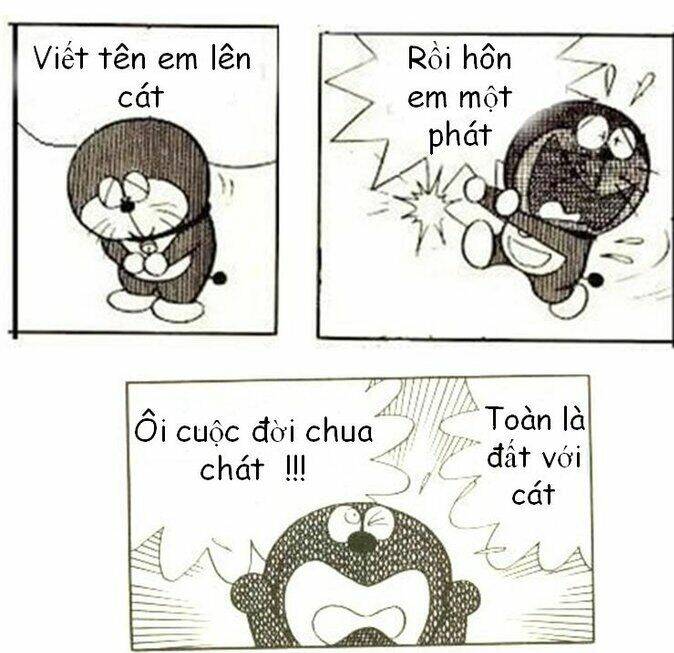 Viết tên em lên
cát
Rồi hôn
em một
phát
Ôi cuộc đời chua
chát !!!
Toàn là
đất với
cát